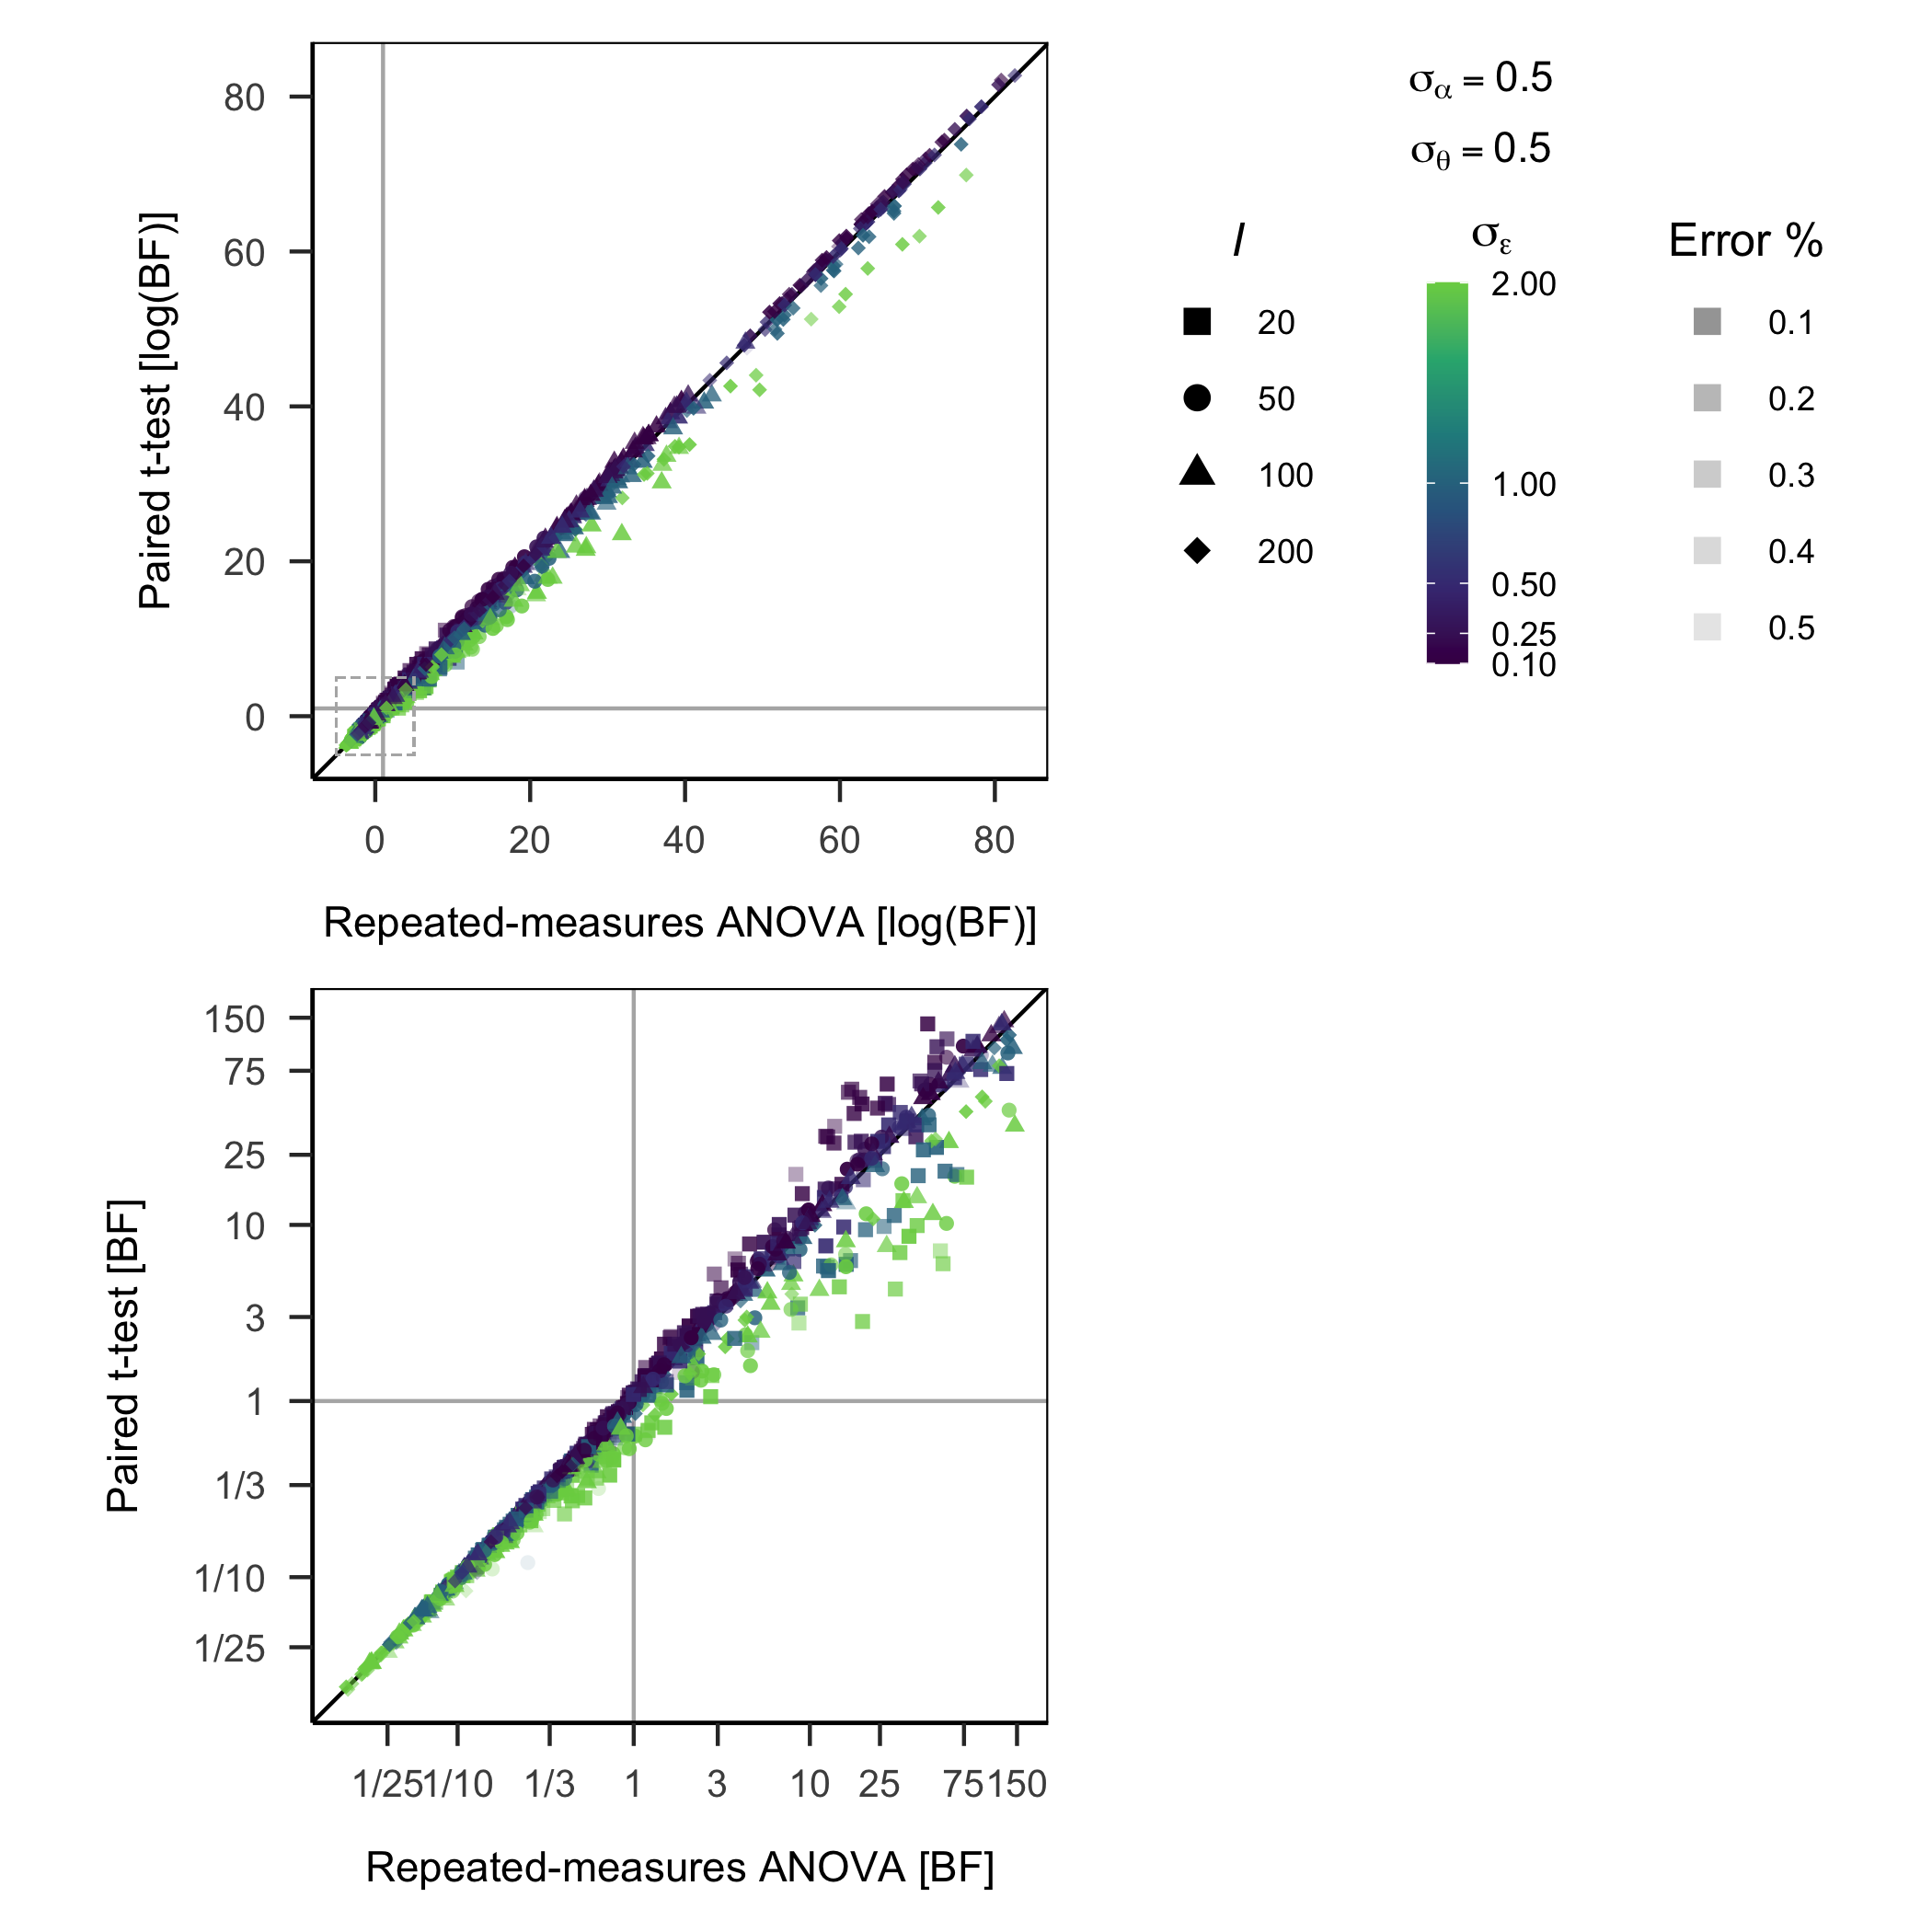 80
60
40
20
0
Paired t-test [log(BF)]
0 20 40 60 80
Repeated-measures ANOVA [log(BF)]
σα = 0.5
σθ = 0.5
I
20
50
100
200
σε
2.00
1.00
0.50
0.25
0.10
Error %
0.1
0.2
0.3
0.4
0.5
150
75
25
10
3
1
1/3
1/10
1/25
Paired t-test [BF]
1/25 1/10 1/3 1 3 10 25 75 150
Repeated-measures ANOVA [BF]